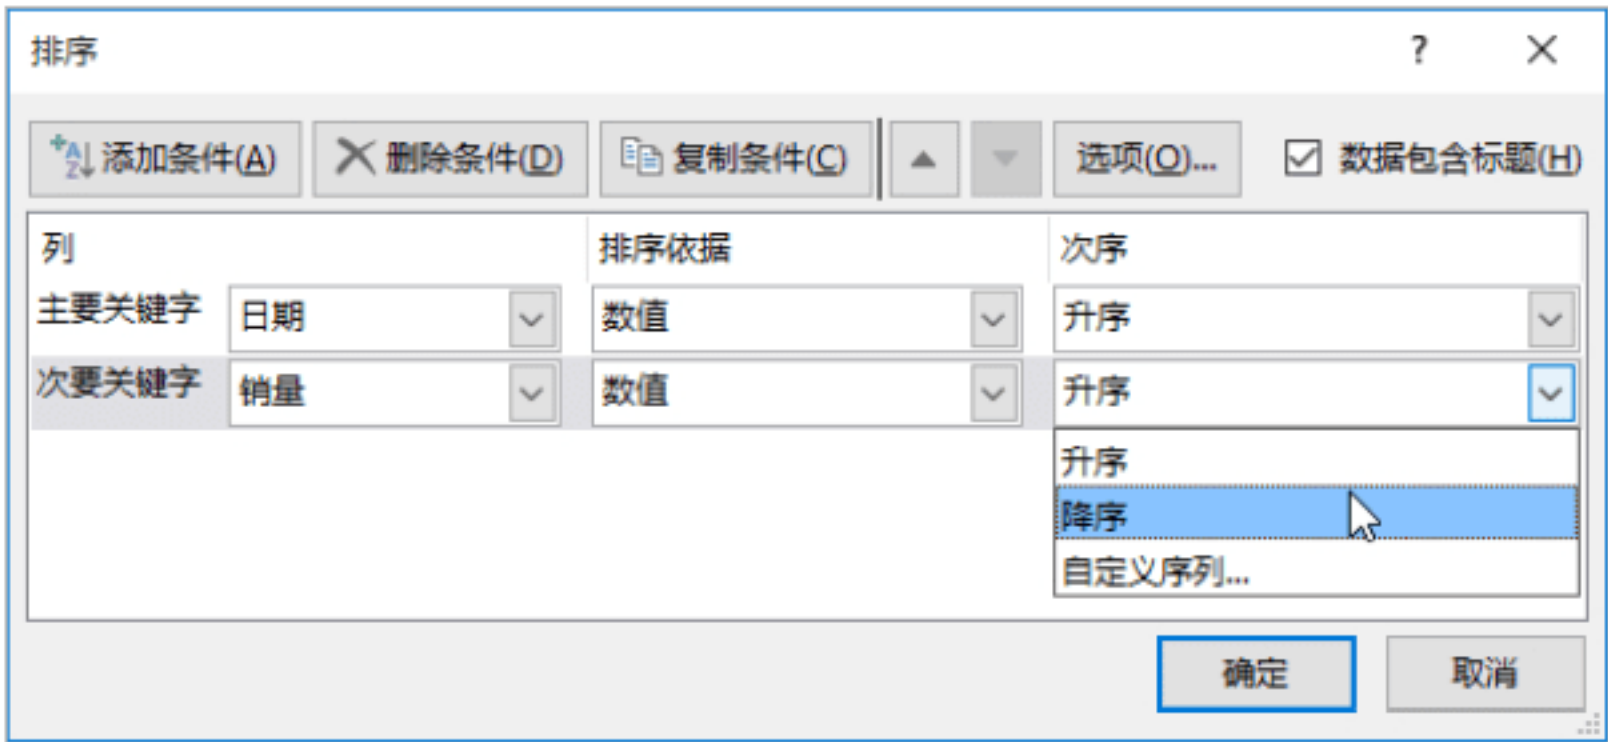 排序
添加条件(A) 删除条件(D) 复制条件(C) 选项(O)... 数据包含标题(H)
列 排序依据 次序
主要关键字 日期 数值 升序
次要关键字 销量 数值 升序
升序
降序
自定义序列...
确定 取消